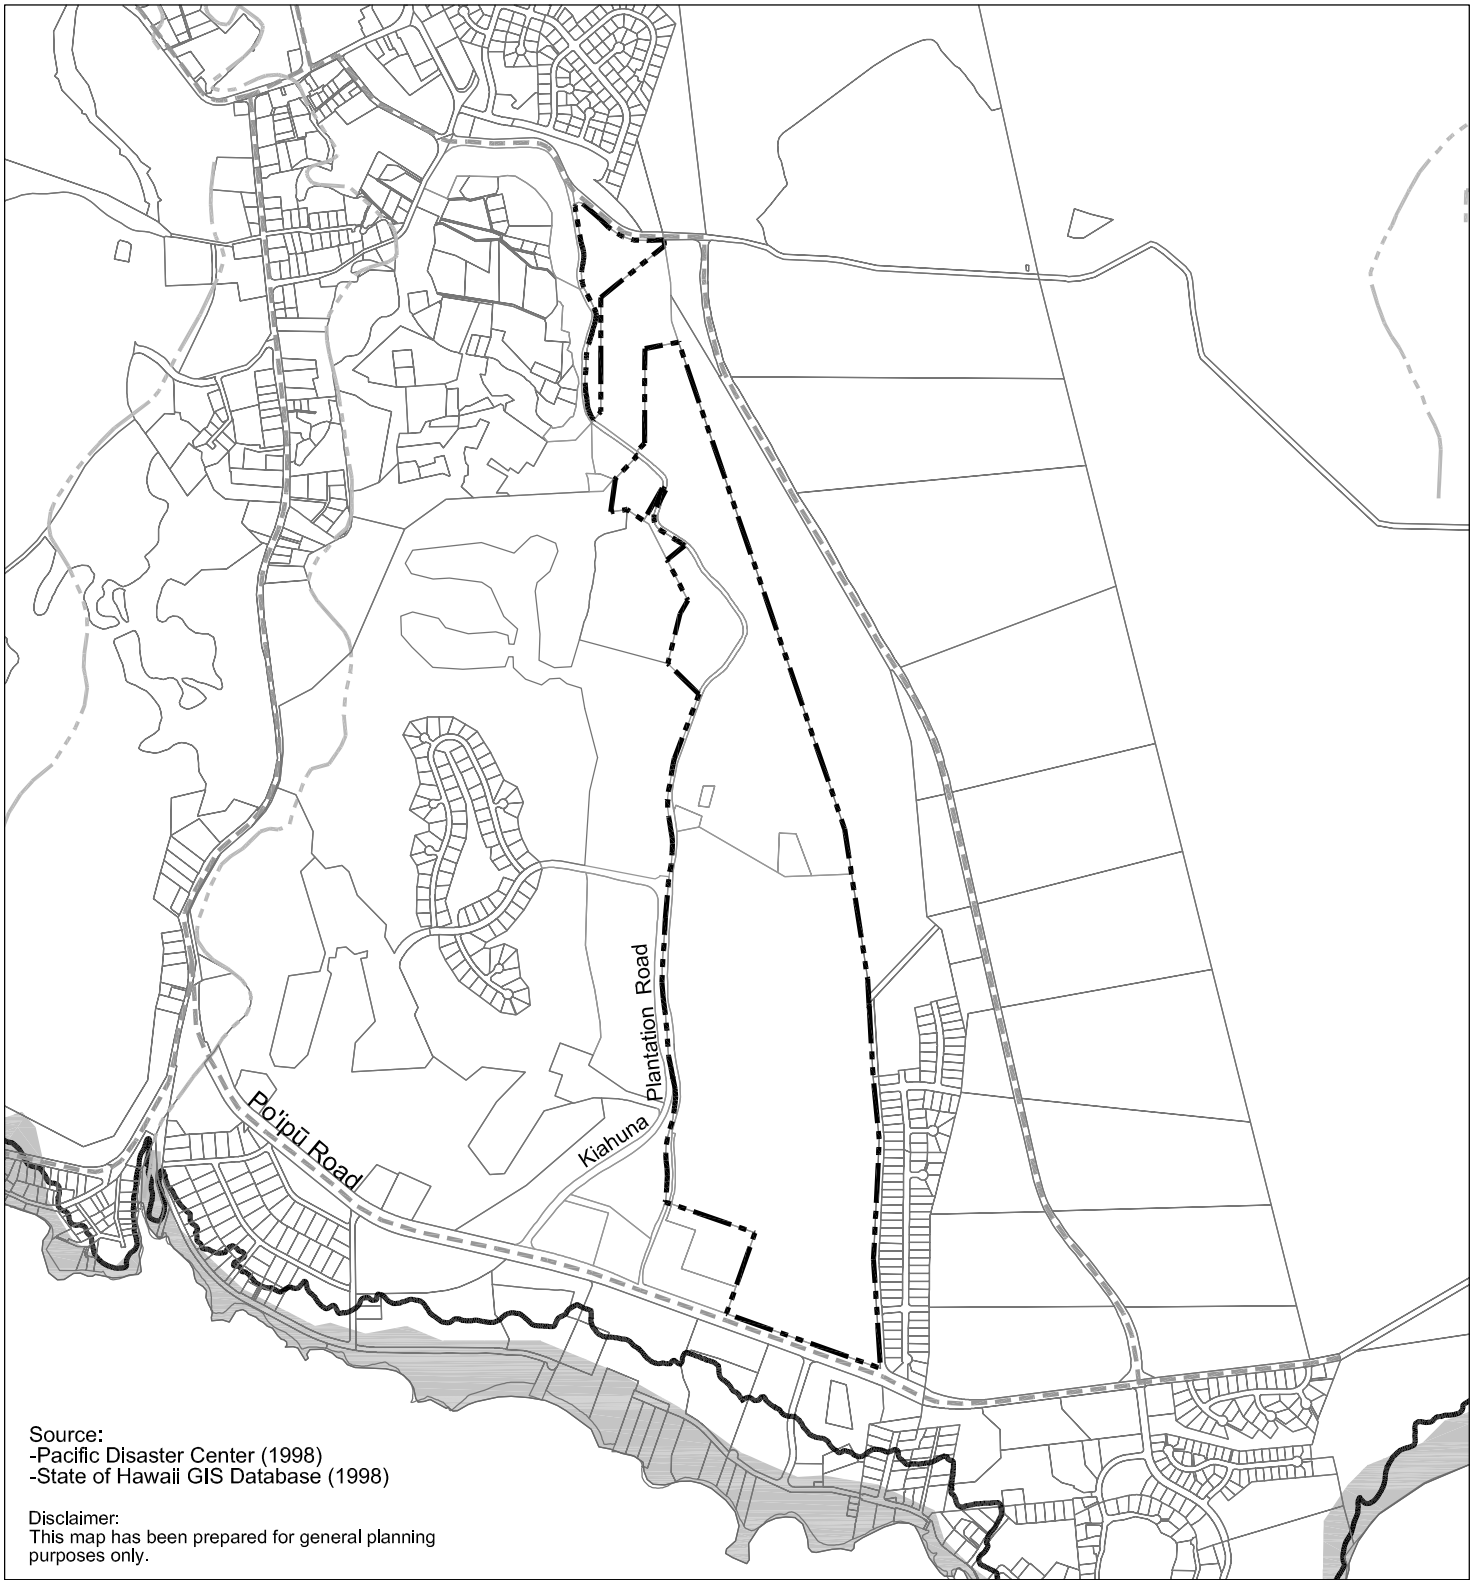 Plantation Road
Kiahuna
Po'ipū Road
Source:
-Pacific Disaster Center (1998)
-State of Hawaii GIS Database (1998)
Disclaimer:
This map has been prepared for general planning
purposes only.